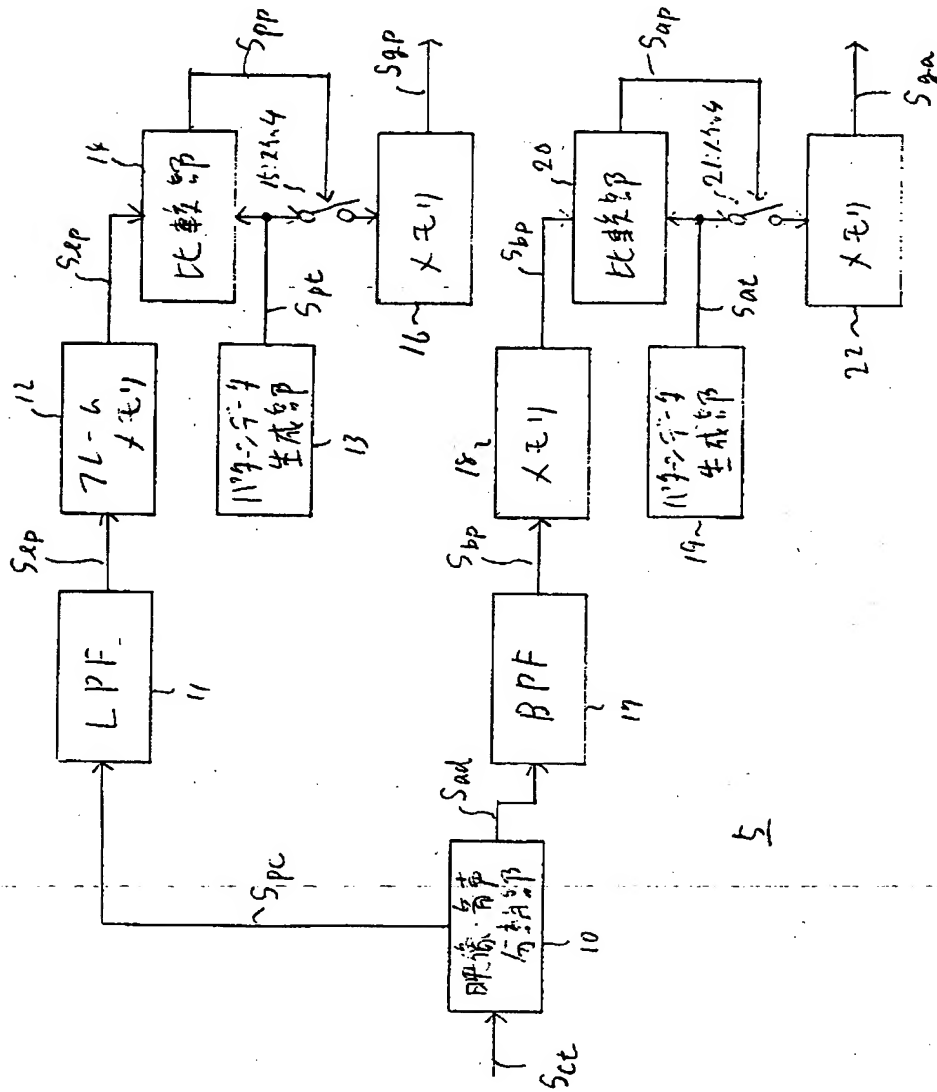 Sct
映像・音声
分離部
10
Spc
Sad
LPF
11
Slp
フレーム
メモリ
12
Slp
比較部
14
Spp
パターンデータ
生成部
13
Spt
15:スイッチ
メモリ
16
Sgp
BPF
17
Sbp
メモリ
18
Sbp
比較部
20
Sap
パターンデータ
生成部
19
Sat
21:スイッチ
メモリ
22
Sga
5